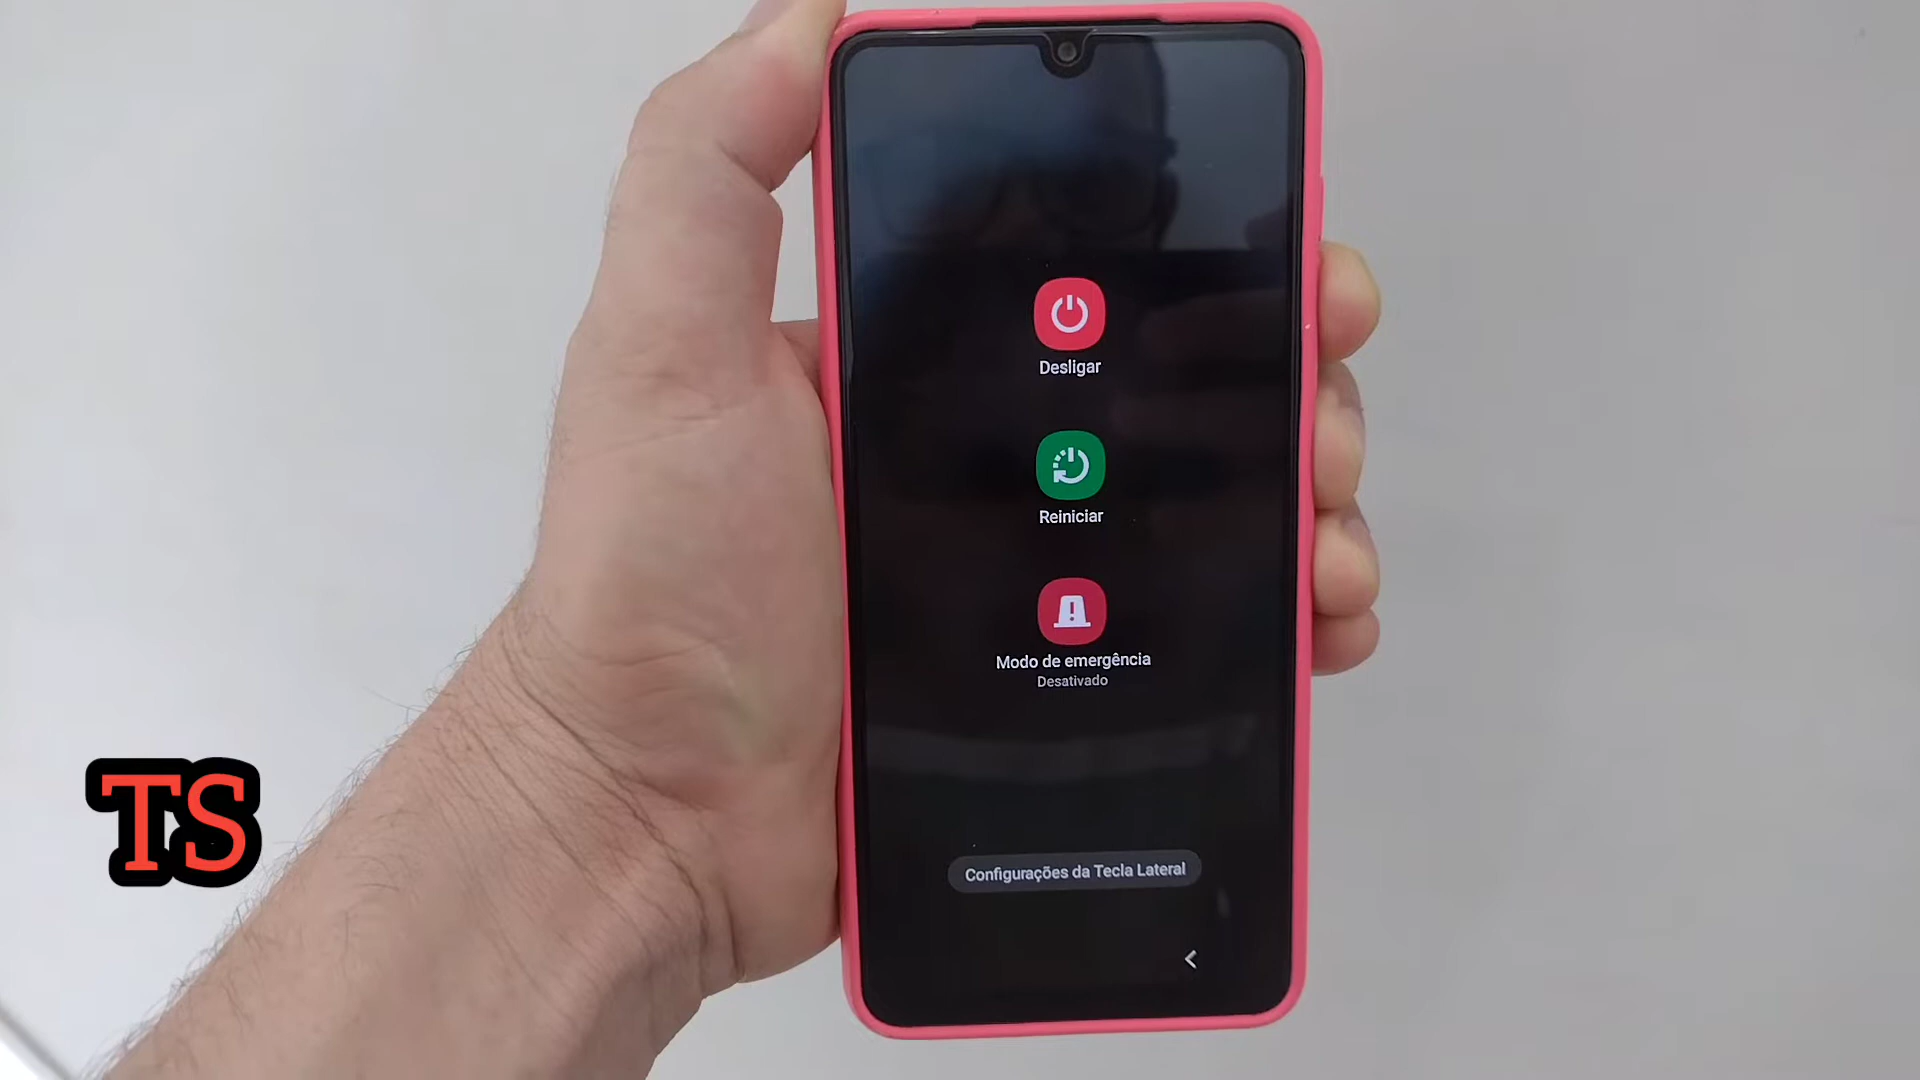 Desligar
Reiniciar
Modo de emergência
Desativado
Configurações da Tecla Lateral
TS